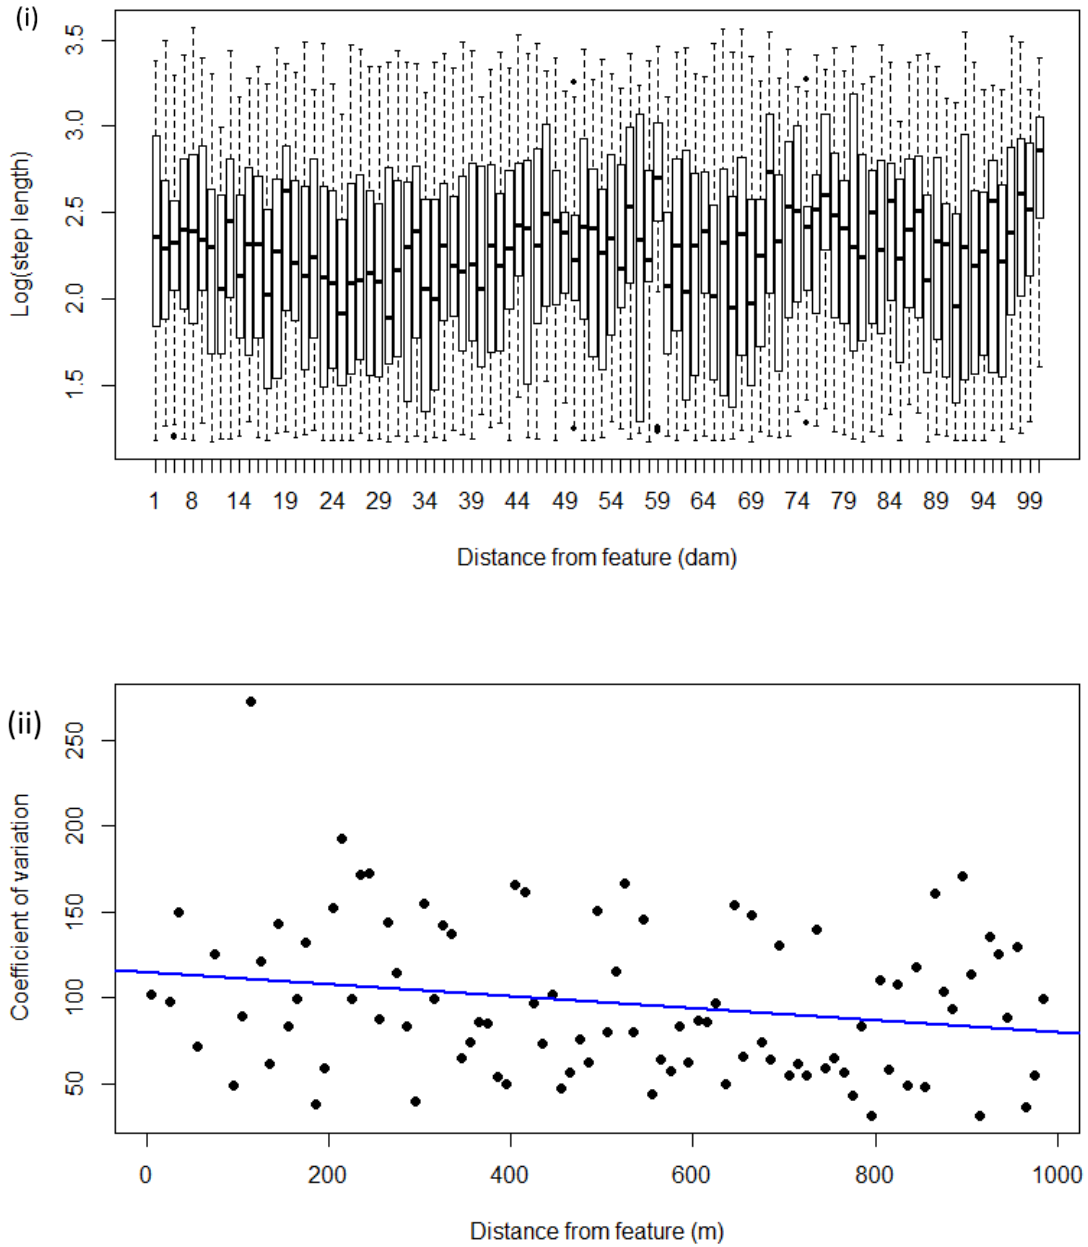 (i)
3.5
3.0
2.5
2.0
1.5
Log(step length)
1 8 14 19 24 29 34 39 44 49 59 64 69 74 79 84 89 94 99
Distance from feature (dam)
(ii)
250
200
150
100
50
Coefficient of variation
0 200 400 600 800 1000
Distance from feature (m)